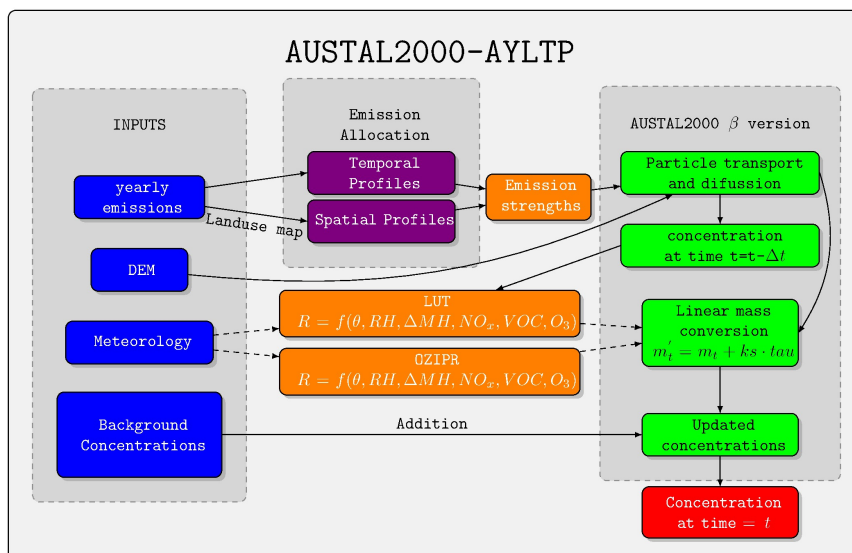 AUSTAL2000-AYLTP
INPUTS
Emission
Allocation
AUSTAL2000 β version
yearly
emissions
Landuse map
Temporal
Profiles
Spatial Profiles
Emission
strengths
Particle transport
and difussion
DEM
concentration
at time t=t-Δt
Meteorology
LUT
R = f(θ, RH, ΔMH, NOₓ, VOC, O₃)
OZIPR
R = f(θ, RH, ΔMH, NOₓ, VOC, O₃)
Linear mass
conversion
m′ₜ = mₜ + ks · tau
Background
Concentrations
Addition
Updated
concentrations
Concentration
at time = t